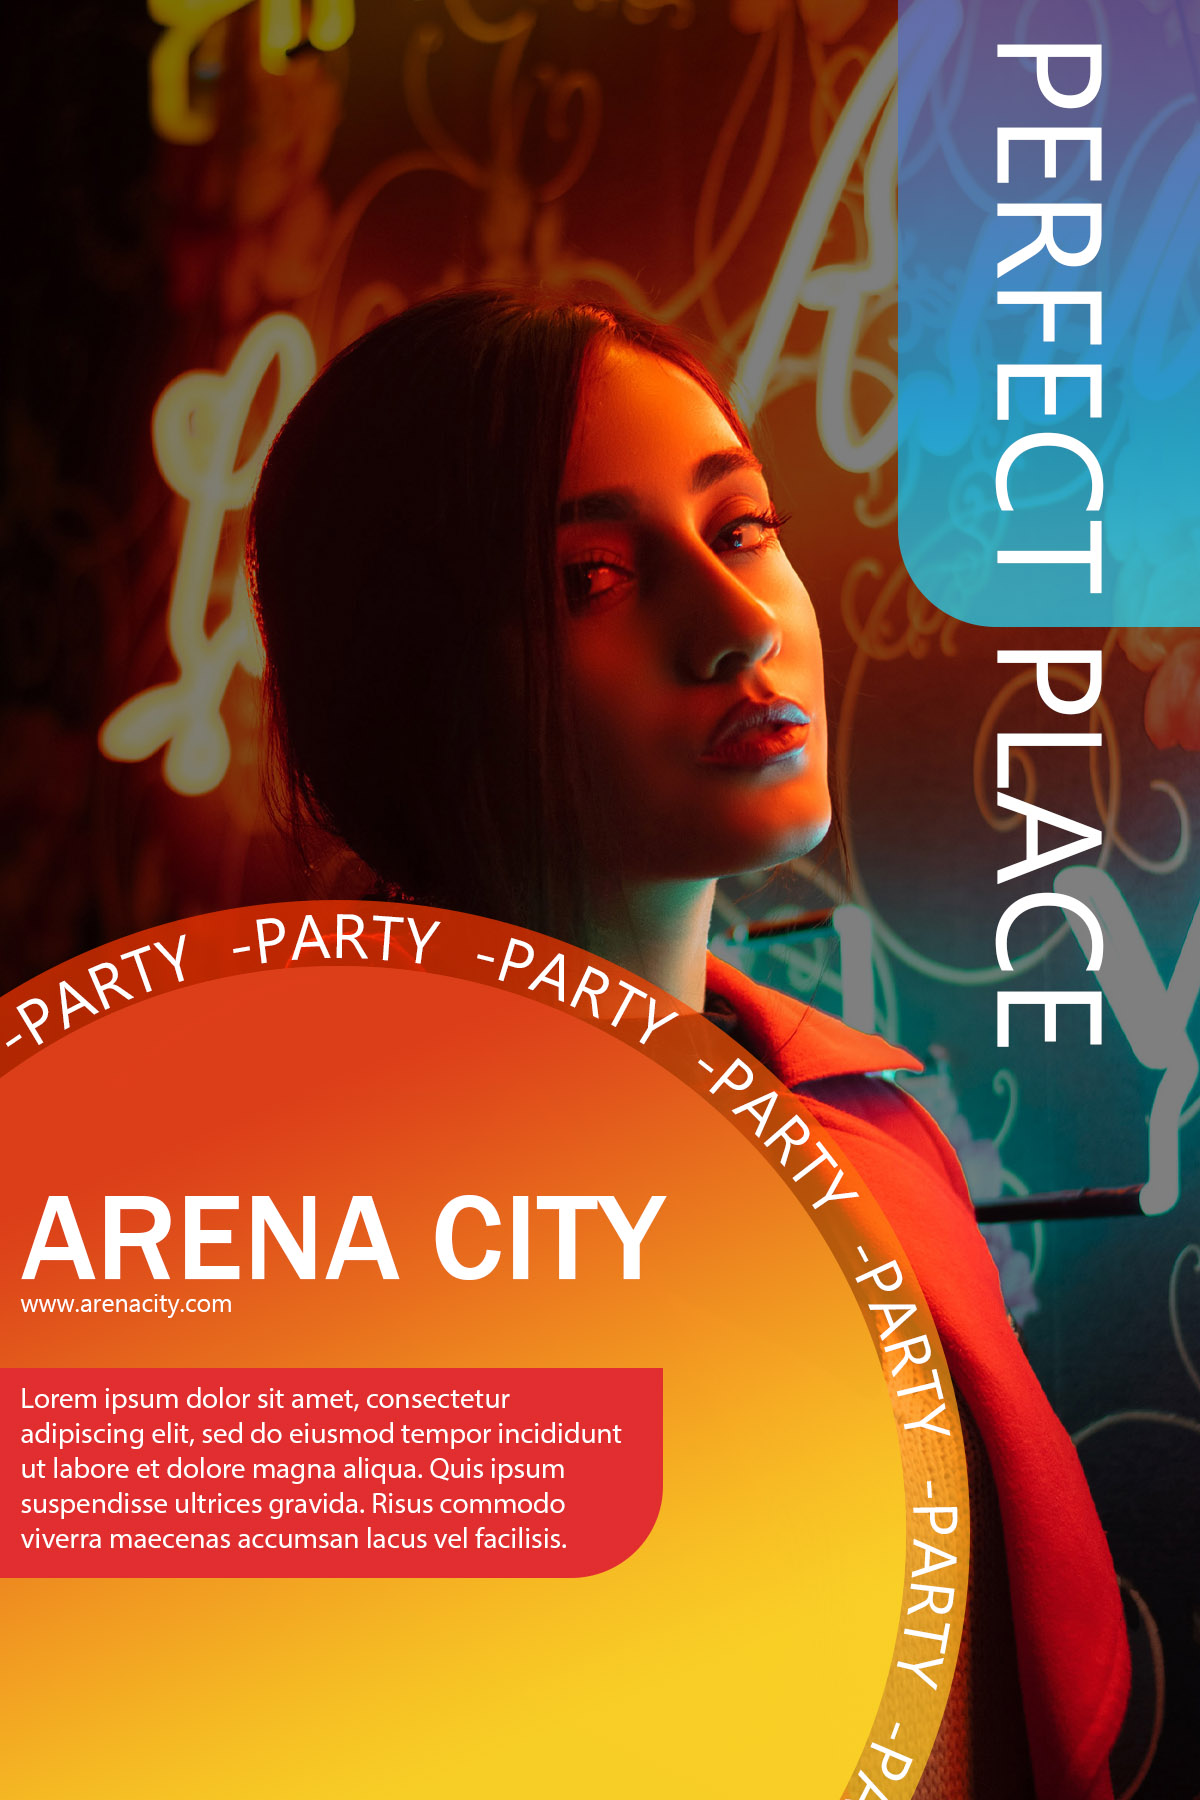 PERFECT PLACE
-PARTY -PARTY -PARTY -PARTY -PARTY -PARTY -PA
ARENA CITY
www.arenacity.com
Lorem ipsum dolor sit amet, consectetur
adipiscing elit, sed do eiusmod tempor incididunt
ut labore et dolore magna aliqua. Quis ipsum
suspendisse ultrices gravida. Risus commodo
viverra maecenas accumsan lacus vel facilisis.